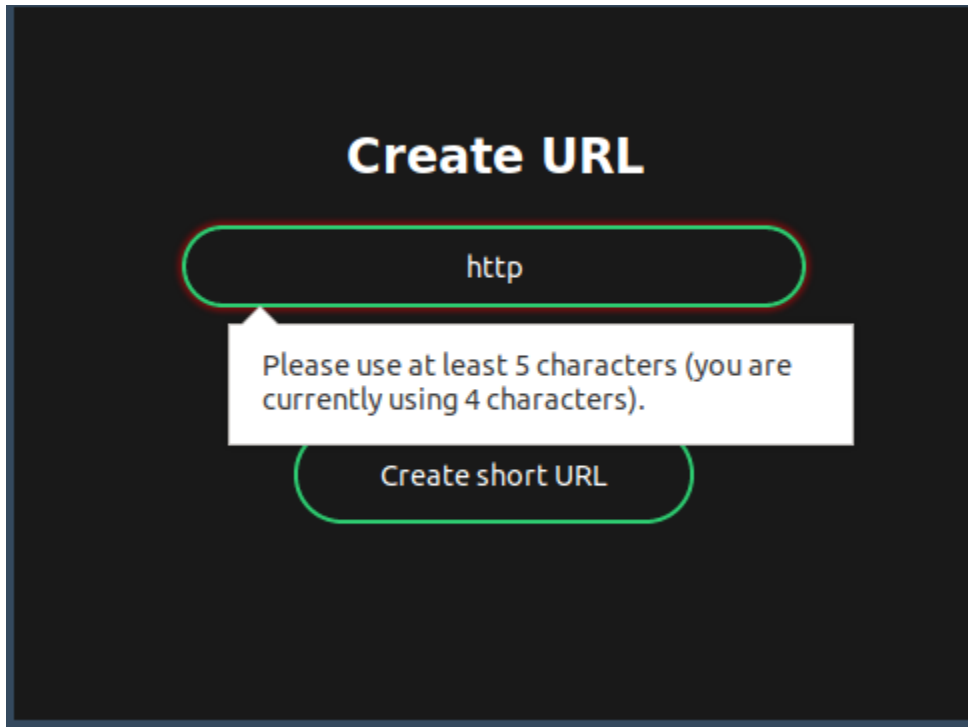 Create URL
http
Please use at least 5 characters (you are
currently using 4 characters).
Create short URL